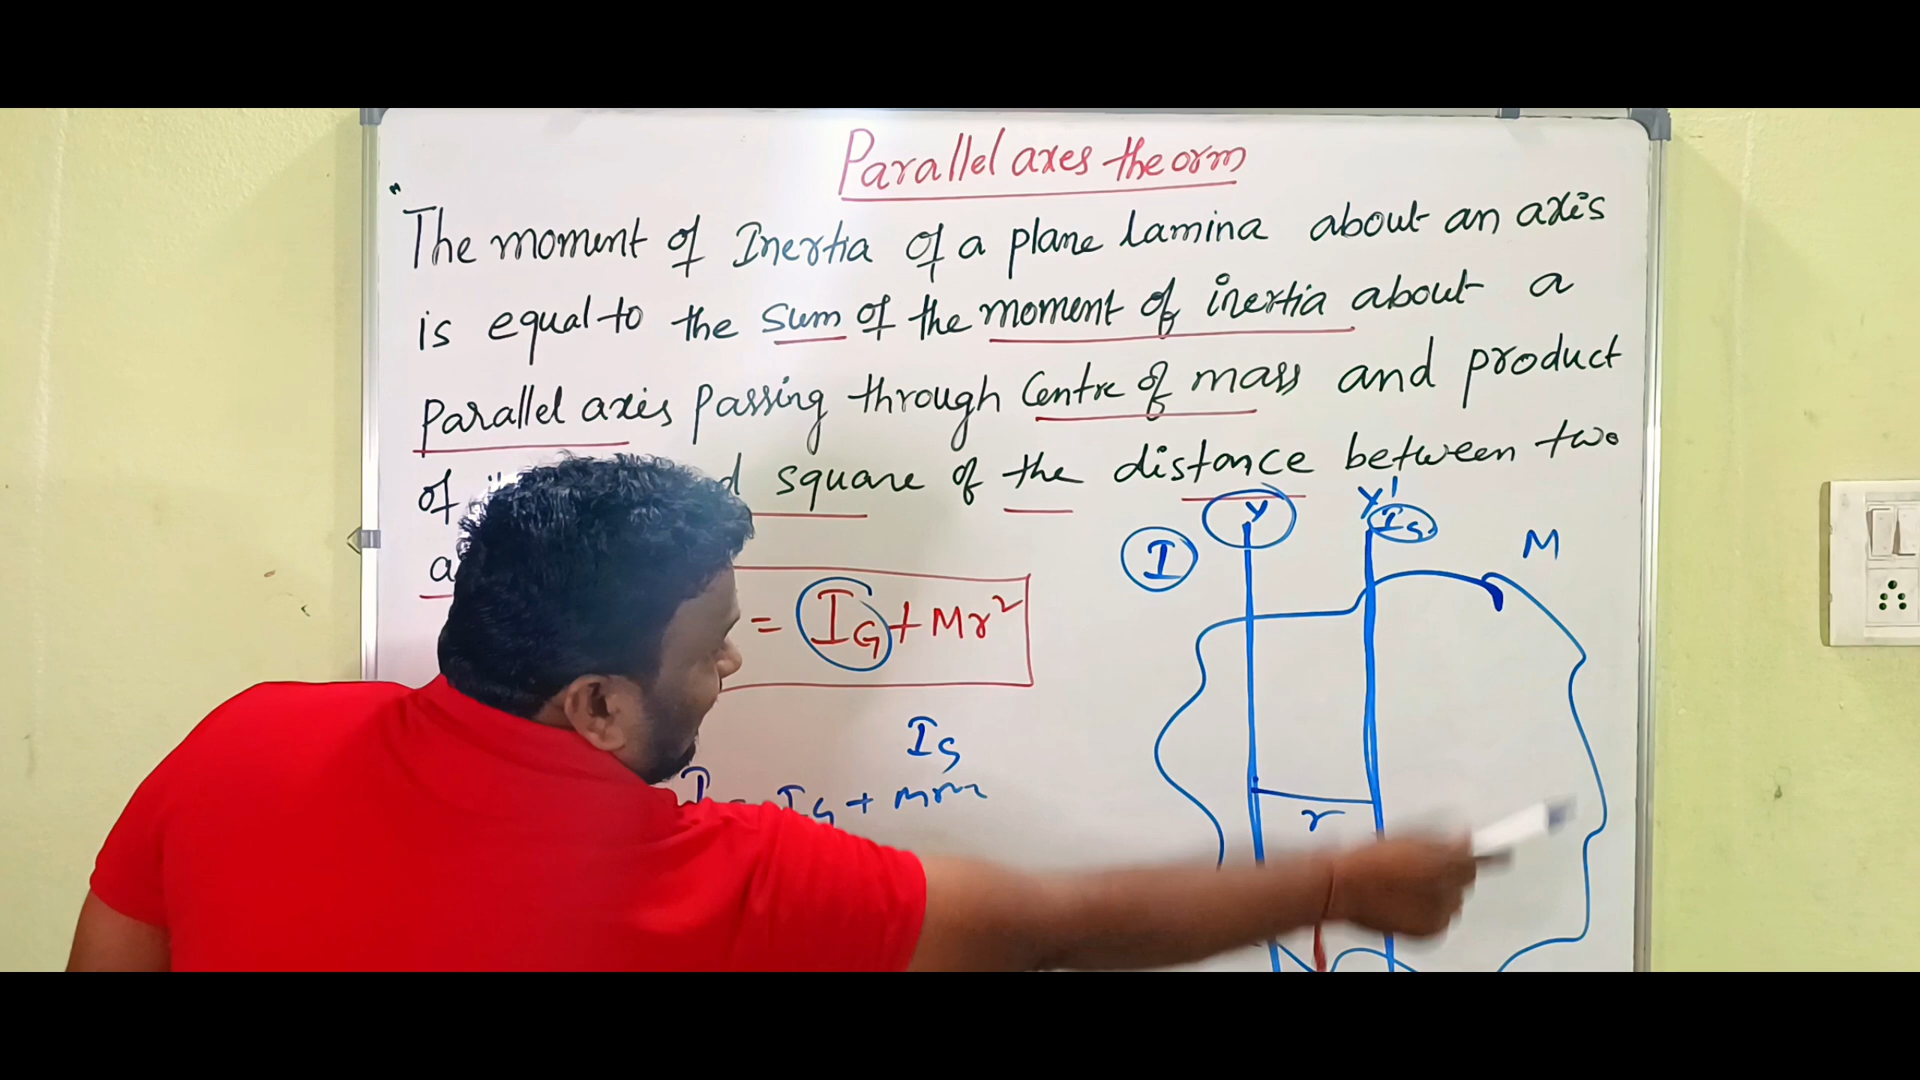 Parallel axes theorm
"The moment of Inertia of a plane lamina about an axis
is equal to the sum of the moment of inertia about a
Parallel axis passing through Centre of mass and product
of square of the distance between two
Y Y' IG
I M
= IG + Mr²
IG
I = IG + Mr²
r